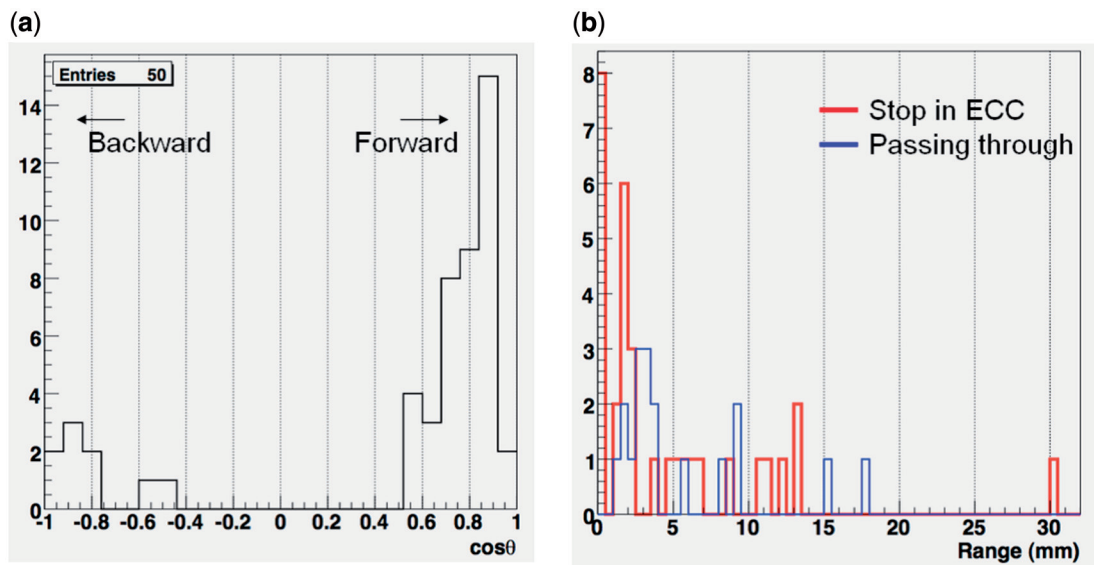 (a)
(b)
Entries 50
Backward
Forward
14
12
10
8
6
4
2
0
-1 -0.8 -0.6 -0.4 -0.2 0 0.2 0.4 0.6 0.8 1
cosθ
Stop in ECC
Passing through
8
7
6
5
4
3
2
1
0
0 5 10 15 20 25 30
Range (mm)